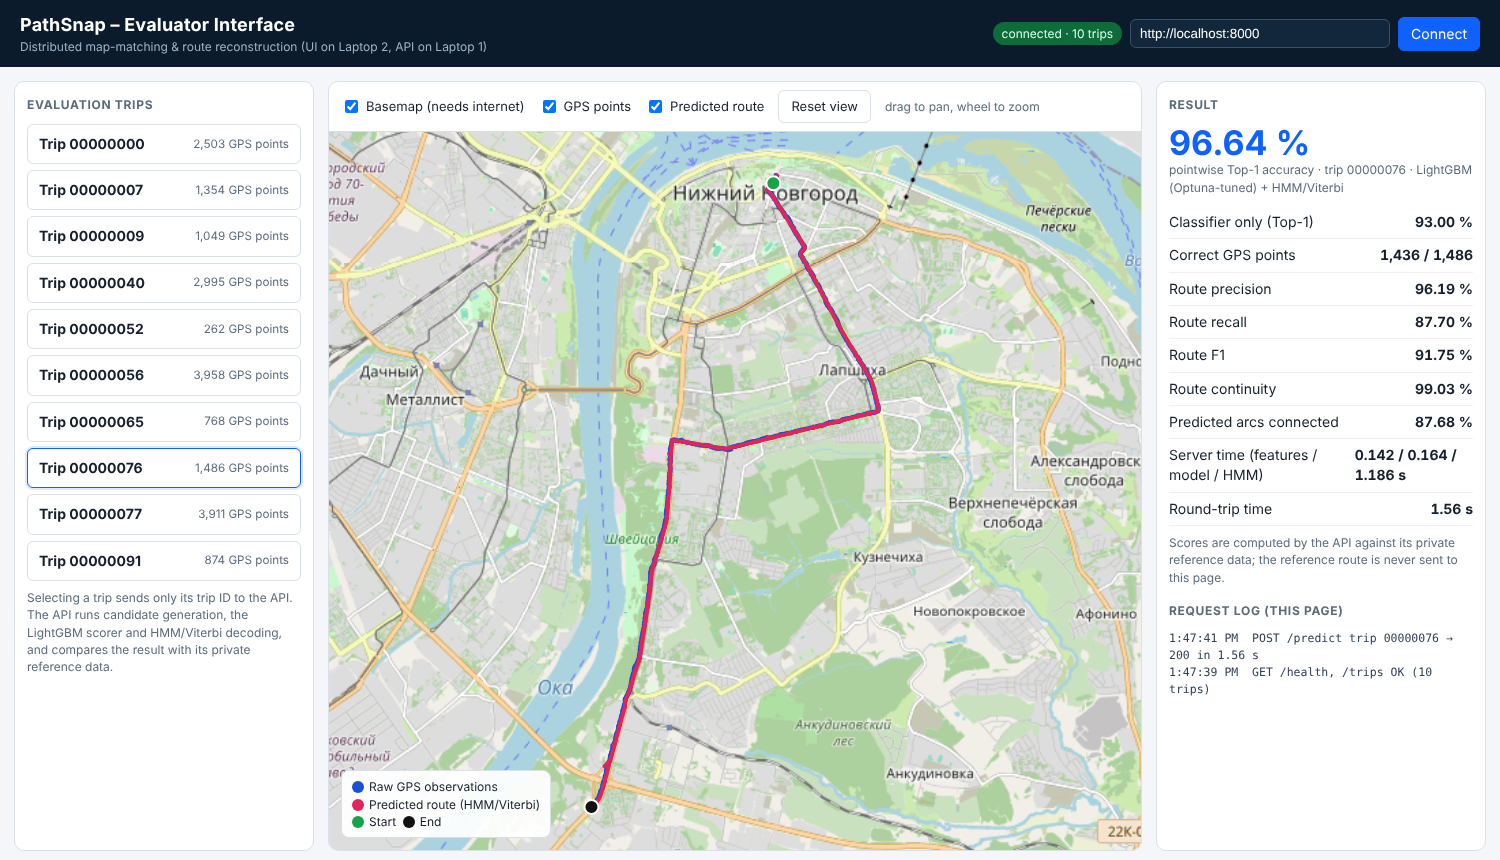 PathSnap – Evaluator Interface
Distributed map-matching & route reconstruction (UI on Laptop 2, API on Laptop 1)
connected · 10 trips
http://localhost:8000
Connect
EVALUATION TRIPS
Trip 00000000 2,503 GPS points
Trip 00000007 1,354 GPS points
Trip 00000009 1,049 GPS points
Trip 00000040 2,995 GPS points
Trip 00000052 262 GPS points
Trip 00000056 3,958 GPS points
Trip 00000065 768 GPS points
Trip 00000076 1,486 GPS points
Trip 00000077 3,911 GPS points
Trip 00000091 874 GPS points
Selecting a trip sends only its trip ID to the API.
The API runs candidate generation, the
LightGBM scorer and HMM/Viterbi decoding,
and compares the result with its private
reference data.
Basemap (needs internet)
GPS points
Predicted route
Reset view
drag to pan, wheel to zoom
ородский
од 70-
тия
беды
Нижний Новгород
Печёрские
пески
Дачный
Металлист
Лапшиха
Подно
Александровск
слобода
Верхнепечёрская
слобода
Швейцария
Кузнечиха
Новопокровское
Афонино
Ока
Анкудиновский
лес
Анкудиновка
ковский
обильный
22К-0
Raw GPS observations
Predicted route (HMM/Viterbi)
Start End
RESULT
96.64 %
pointwise Top-1 accuracy · trip 00000076 · LightGBM
(Optuna-tuned) + HMM/Viterbi
Classifier only (Top-1) 93.00 %
Correct GPS points 1,436 / 1,486
Route precision 96.19 %
Route recall 87.70 %
Route F1 91.75 %
Route continuity 99.03 %
Predicted arcs connected 87.68 %
Server time (features / 0.142 / 0.164 /
model / HMM) 1.186 s
Round-trip time 1.56 s
Scores are computed by the API against its private
reference data; the reference route is never sent to
this page.
REQUEST LOG (THIS PAGE)
1:47:41 PM POST /predict trip 00000076 →
200 in 1.56 s
1:47:39 PM GET /health, /trips OK (10
trips)